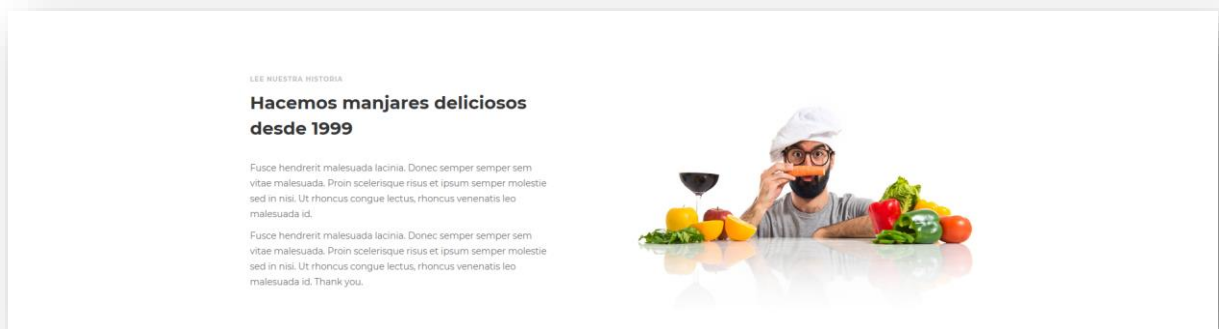 LEE NUESTRA HISTORIA
Hacemos manjares deliciosos
desde 1999
Fusce hendrerit malesuada lacinia. Donec semper semper sem
vitae malesuada. Proin scelerisque risus et ipsum semper molestie
sed in nisi. Ut rhoncus congue lectus, rhoncus venenatis leo
malesuada id.
Fusce hendrerit malesuada lacinia. Donec semper semper sem
vitae malesuada. Proin scelerisque risus et ipsum semper molestie
sed in nisi. Ut rhoncus congue lectus, rhoncus venenatis leo
malesuada id. Thank you.